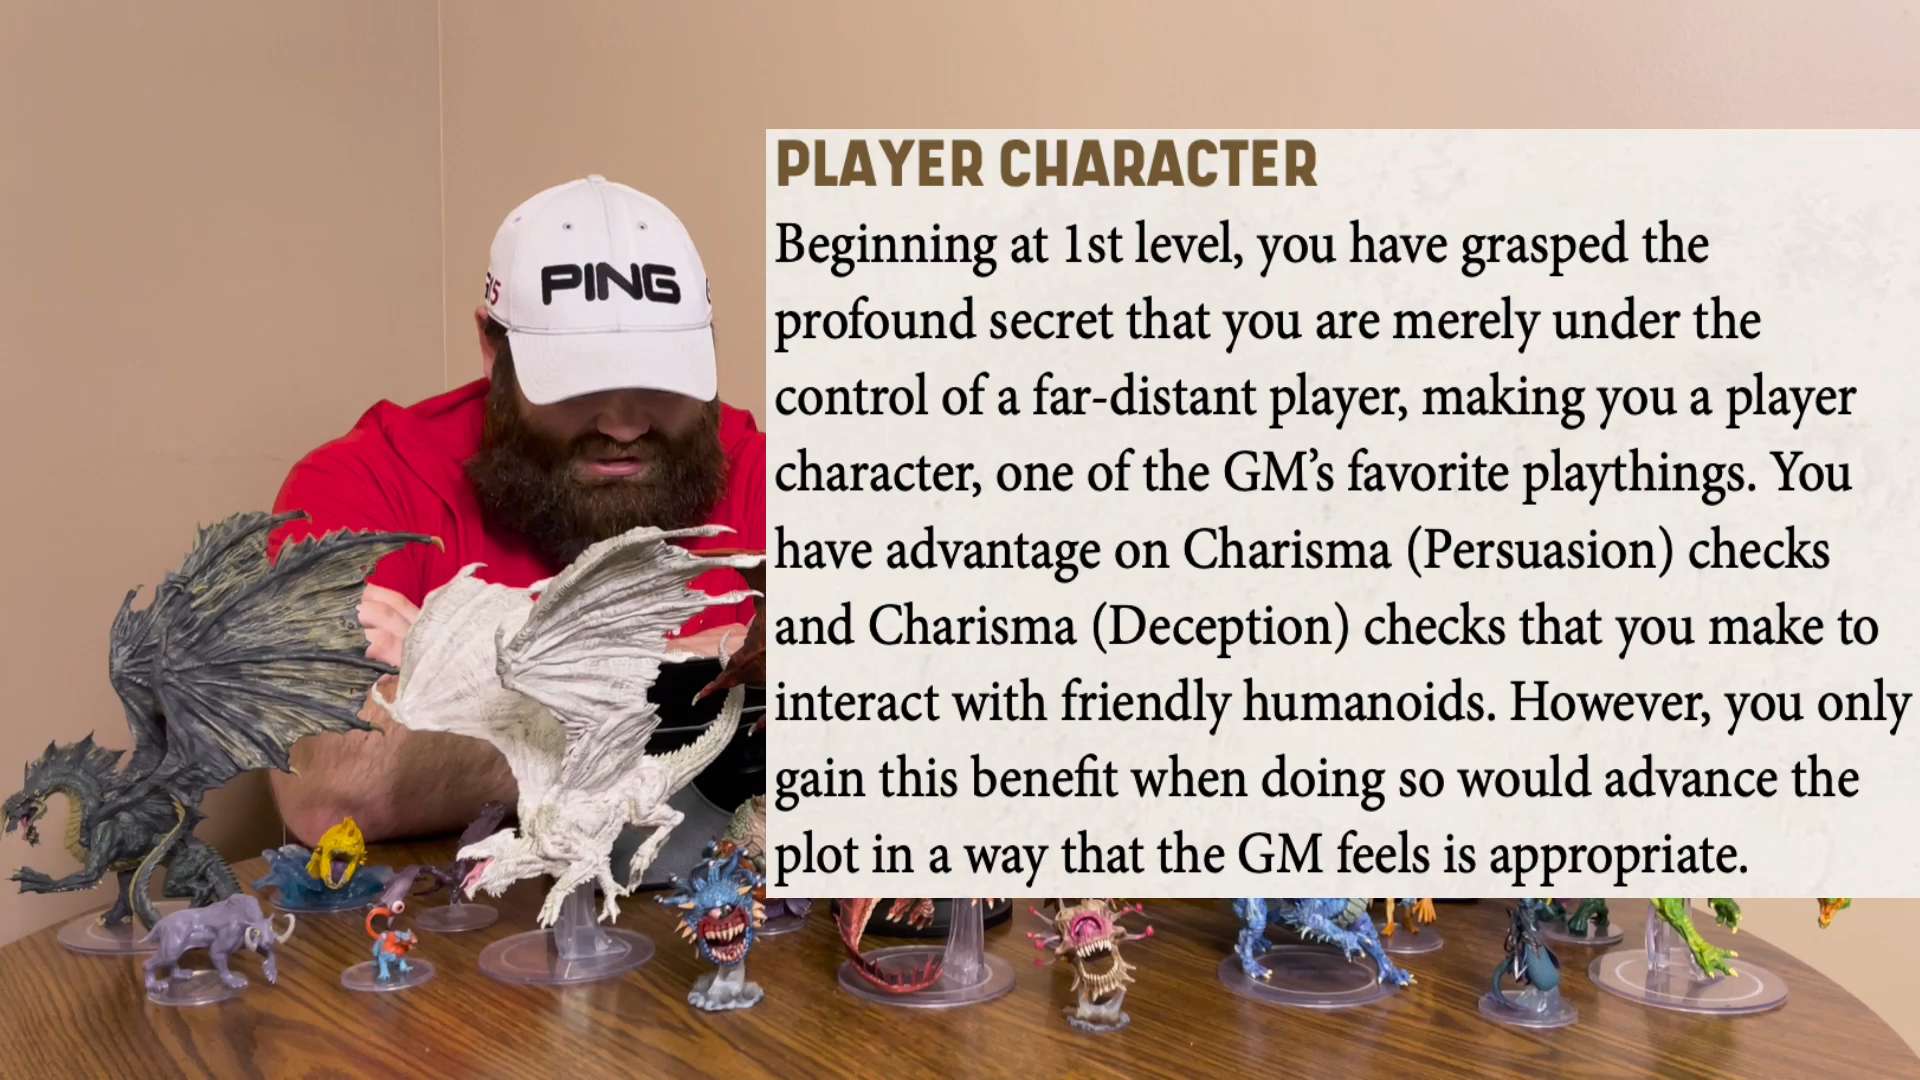 PING
G15
PLAYER CHARACTER
Beginning at 1st level, you have grasped the
profound secret that you are merely under the
control of a far-distant player, making you a player
character, one of the GM’s favorite playthings. You
have advantage on Charisma (Persuasion) checks
and Charisma (Deception) checks that you make to
interact with friendly humanoids. However, you only
gain this benefit when doing so would advance the
plot in a way that the GM feels is appropriate.